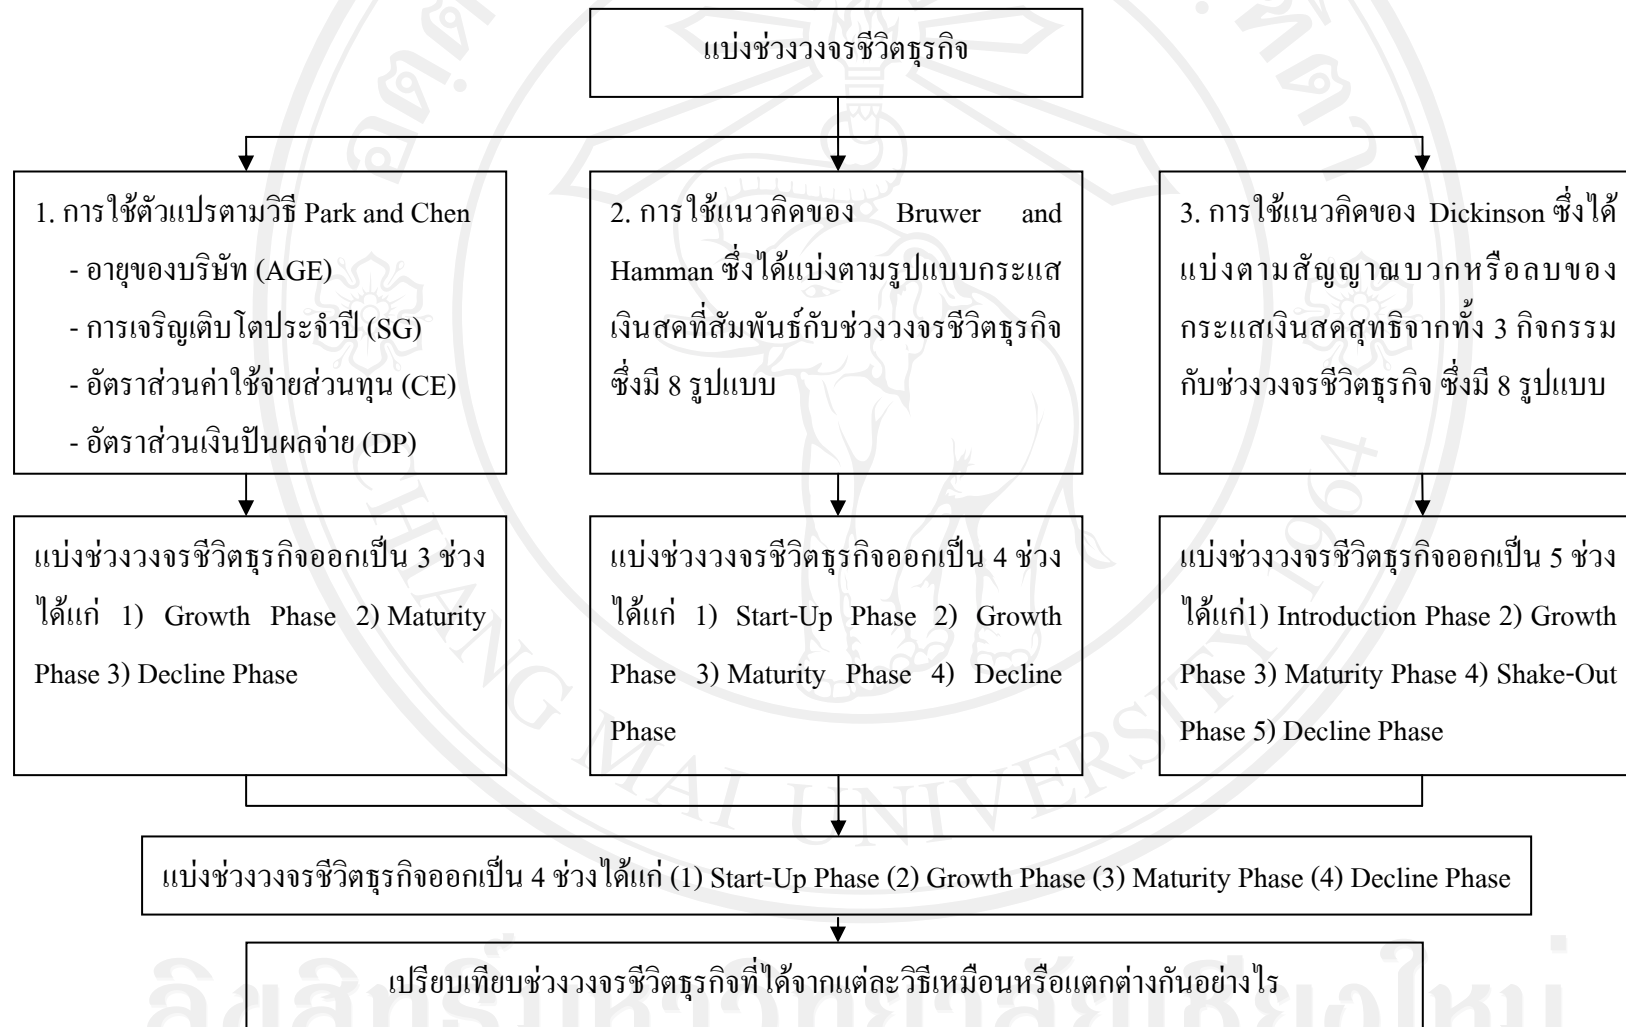 แบ่งช่วงวงจรชีวิตธุรกิจ
1. การใช้ตัวแปรตามวิธี Park and Chen
- อายุของบริษัท (AGE)
- การเจริญเติบโตประจำปี (SG)
- อัตราส่วนค่าใช้จ่ายส่วนทุน (CE)
- อัตราส่วนเงินปันผลจ่าย (DP)
2. การใช้แนวคิดของ Bruwer and
Hamman ซึ่งได้แบ่งตามรูปแบบกระแส
เงินสดที่สัมพันธ์กับช่วงวงจรชีวิตธุรกิจ
ซึ่งมี 8 รูปแบบ
3. การใช้แนวคิดของ Dickinson ซึ่งได้
แบ่งตามสัญญาณบวกหรือลบของ
กระแสเงินสดสุทธิจากทั้ง 3 กิจกรรม
กับช่วงวงจรชีวิตธุรกิจ ซึ่งมี 8 รูปแบบ
แบ่งช่วงวงจรชีวิตธุรกิจออกเป็น 3 ช่วง
ได้แก่ 1) Growth Phase 2) Maturity
Phase 3) Decline Phase
แบ่งช่วงวงจรชีวิตธุรกิจออกเป็น 4 ช่วง
ได้แก่ 1) Start-Up Phase 2) Growth
Phase 3) Maturity Phase 4) Decline
Phase
แบ่งช่วงวงจรชีวิตธุรกิจออกเป็น 5 ช่วง
ได้แก่1) Introduction Phase 2) Growth
Phase 3) Maturity Phase 4) Shake-Out
Phase 5) Decline Phase
แบ่งช่วงวงจรชีวิตธุรกิจออกเป็น 4 ช่วงได้แก่ (1) Start-Up Phase (2) Growth Phase (3) Maturity Phase (4) Decline Phase
เปรียบเทียบช่วงวงจรชีวิตธุรกิจที่ได้จากแต่ละวิธีเหมือนหรือแตกต่างกันอย่างไร
CHIANG MAI UNIVERSITY 1964
ลิขสิทธิ์มหาวิทยาลัยเชียงใหม่